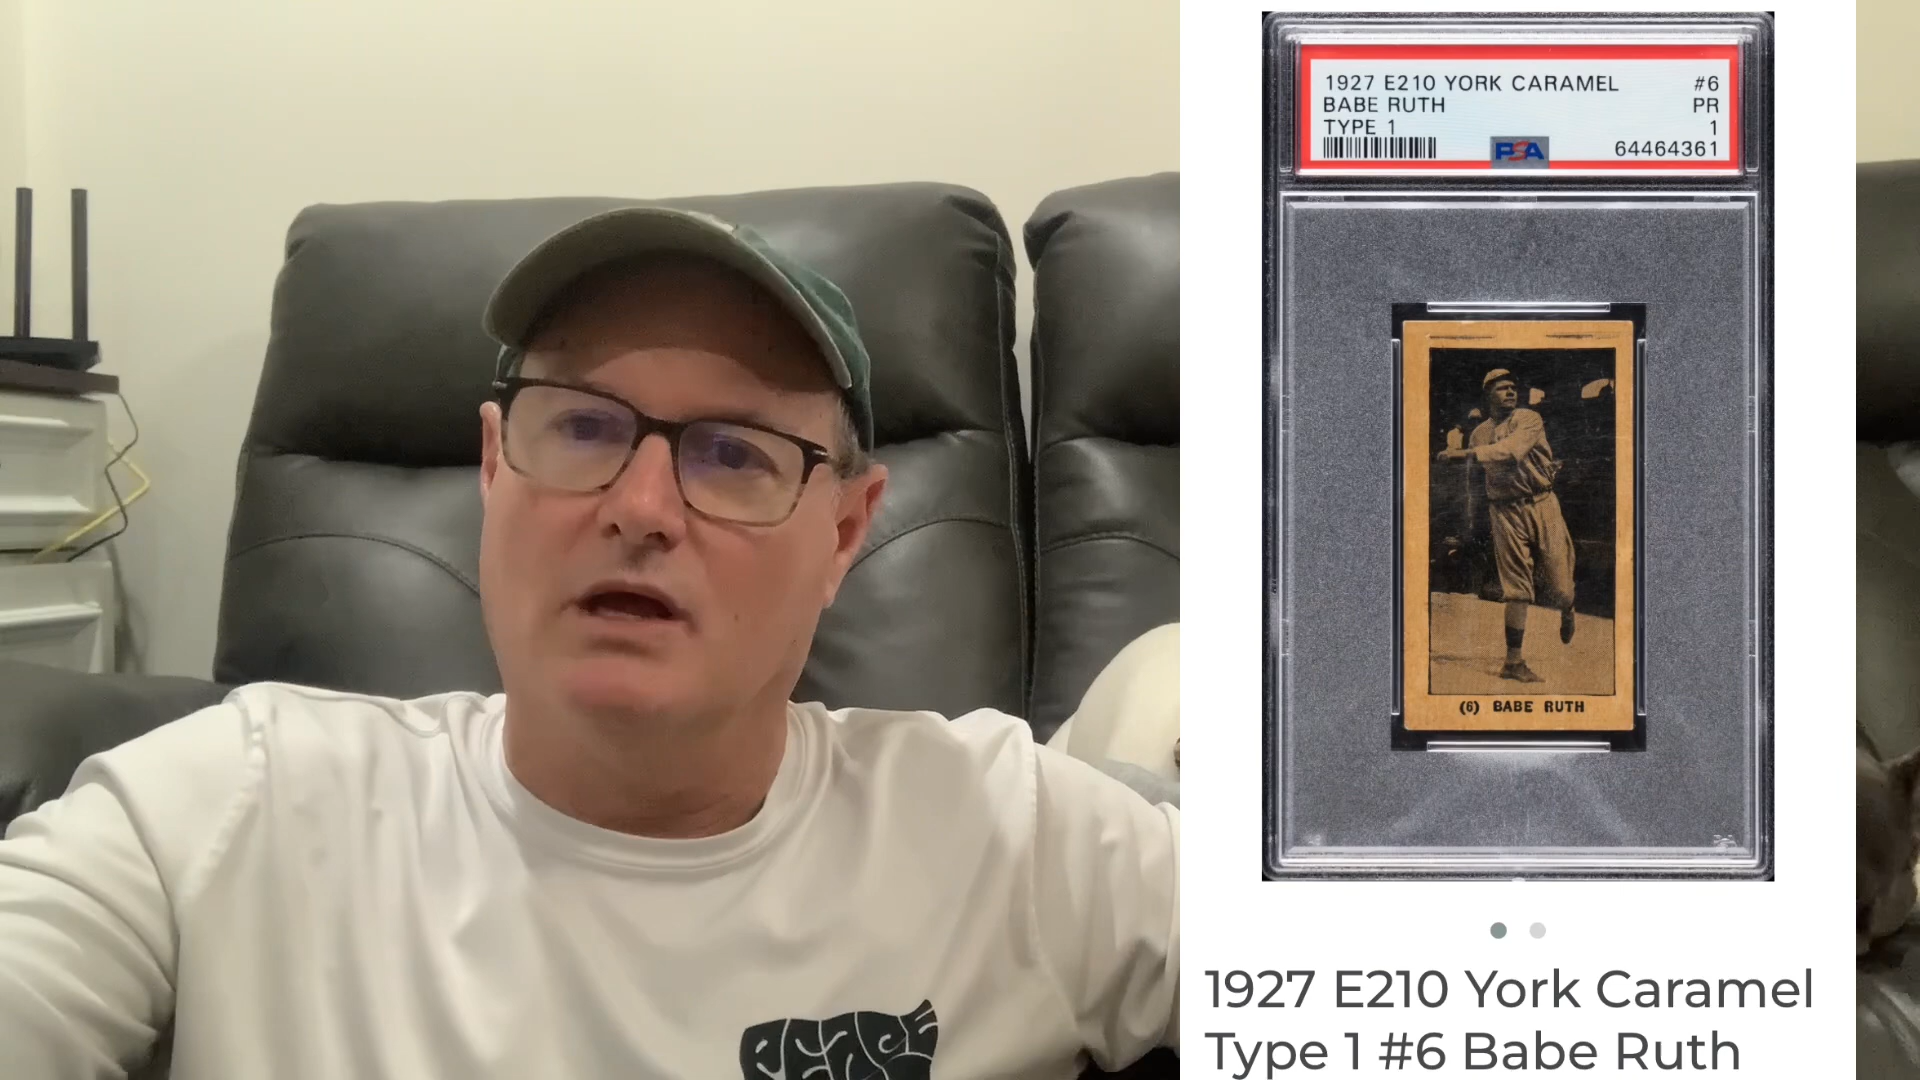 1927 E210 YORK CARAMEL #6
BABE RUTH PR
TYPE 1 1
PSA 64464361
(6) BABE RUTH
1927 E210 York Caramel
Type 1 #6 Babe Ruth
PEACE